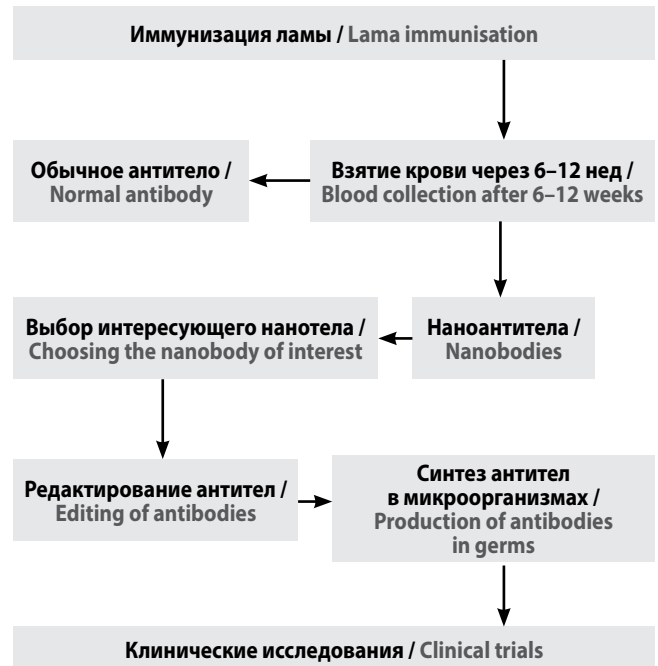 Иммунизация ламы / Lama immunisation
Обычное антитело /
Normal antibody
Взятие крови через 6–12 нед /
Blood collection after 6–12 weeks
Выбор интересующего нанотела /
Choosing the nanobody of interest
Наноантитела /
Nanobodies
Редактирование антител /
Editing of antibodies
Синтез антител
в микроорганизмах /
Production of antibodies
in germs
Клинические исследования / Clinical trials